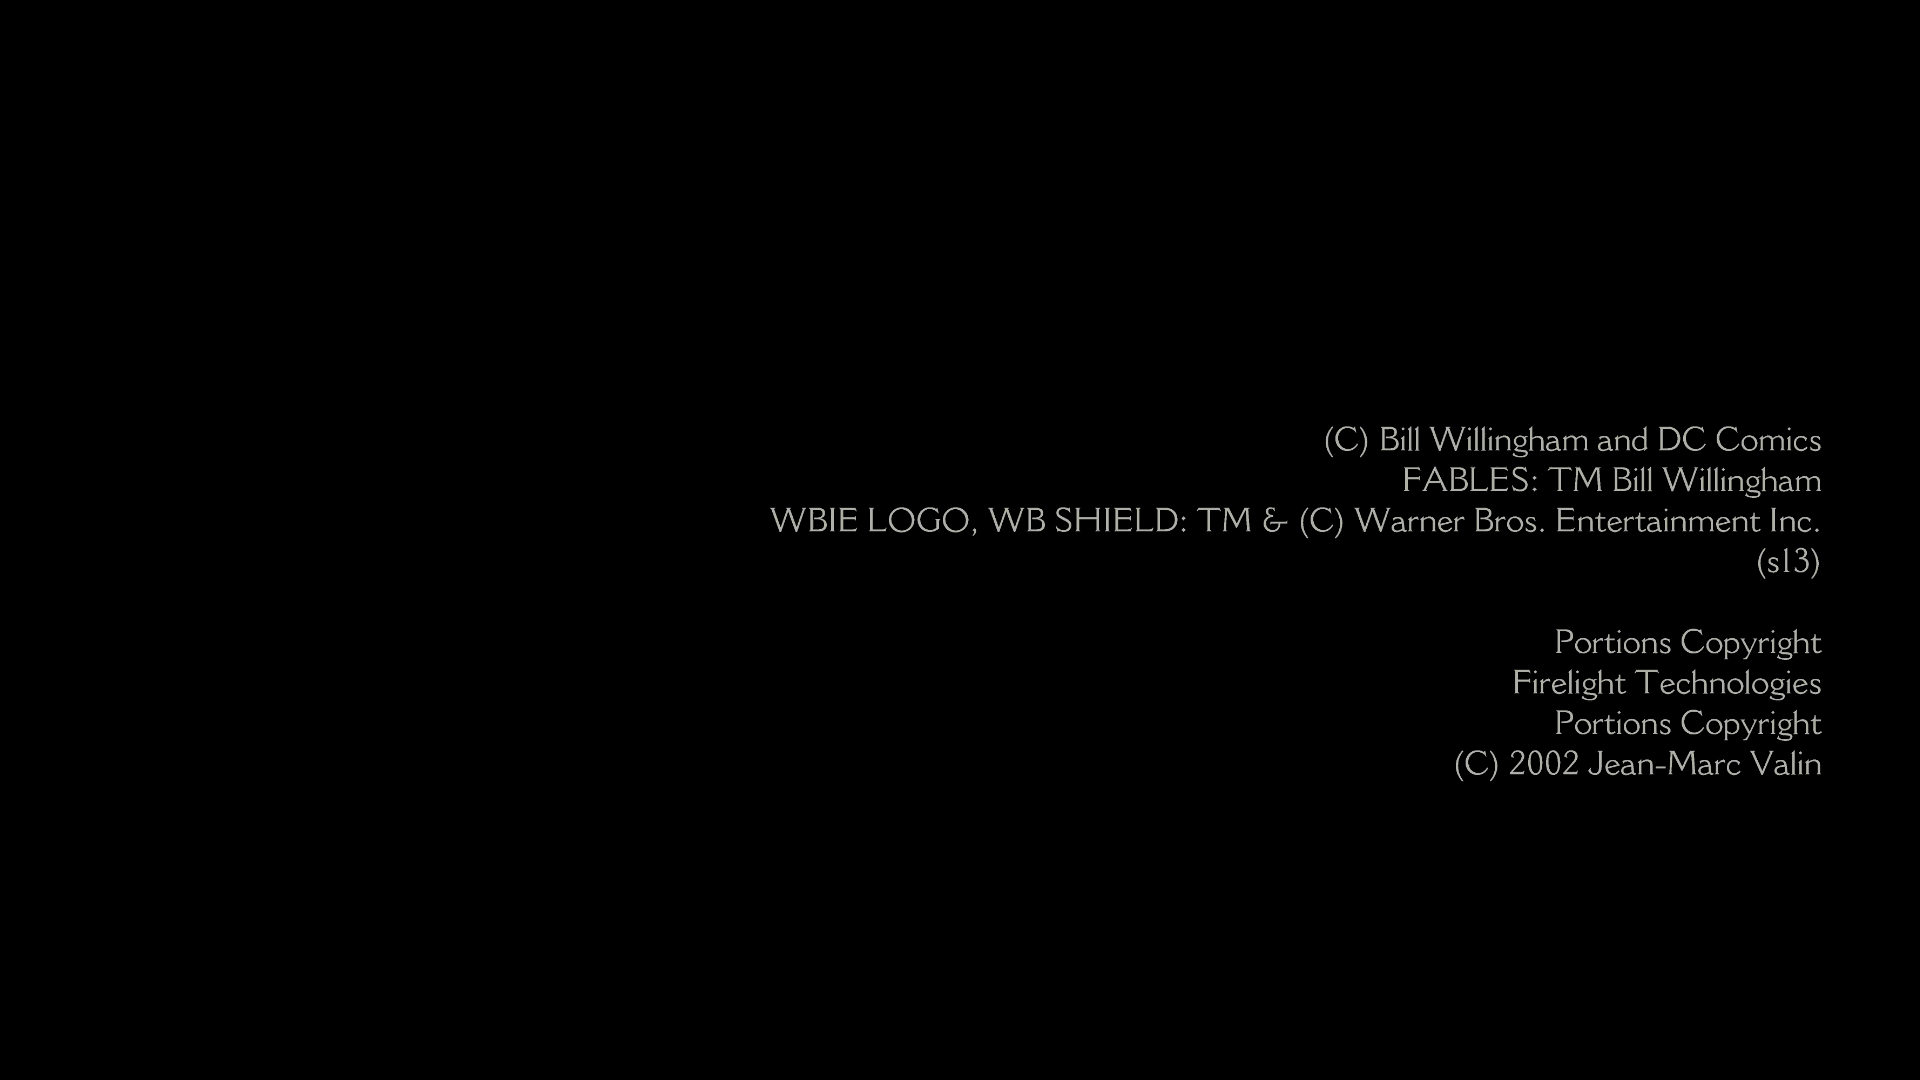 (C) Bill Willingham and DC Comics
FABLES: TM Bill Willingham
WBIE LOGO, WB SHIELD: TM & (C) Warner Bros. Entertainment Inc.
(s13)
Portions Copyright
Firelight Technologies
Portions Copyright
(C) 2002 Jean-Marc Valin